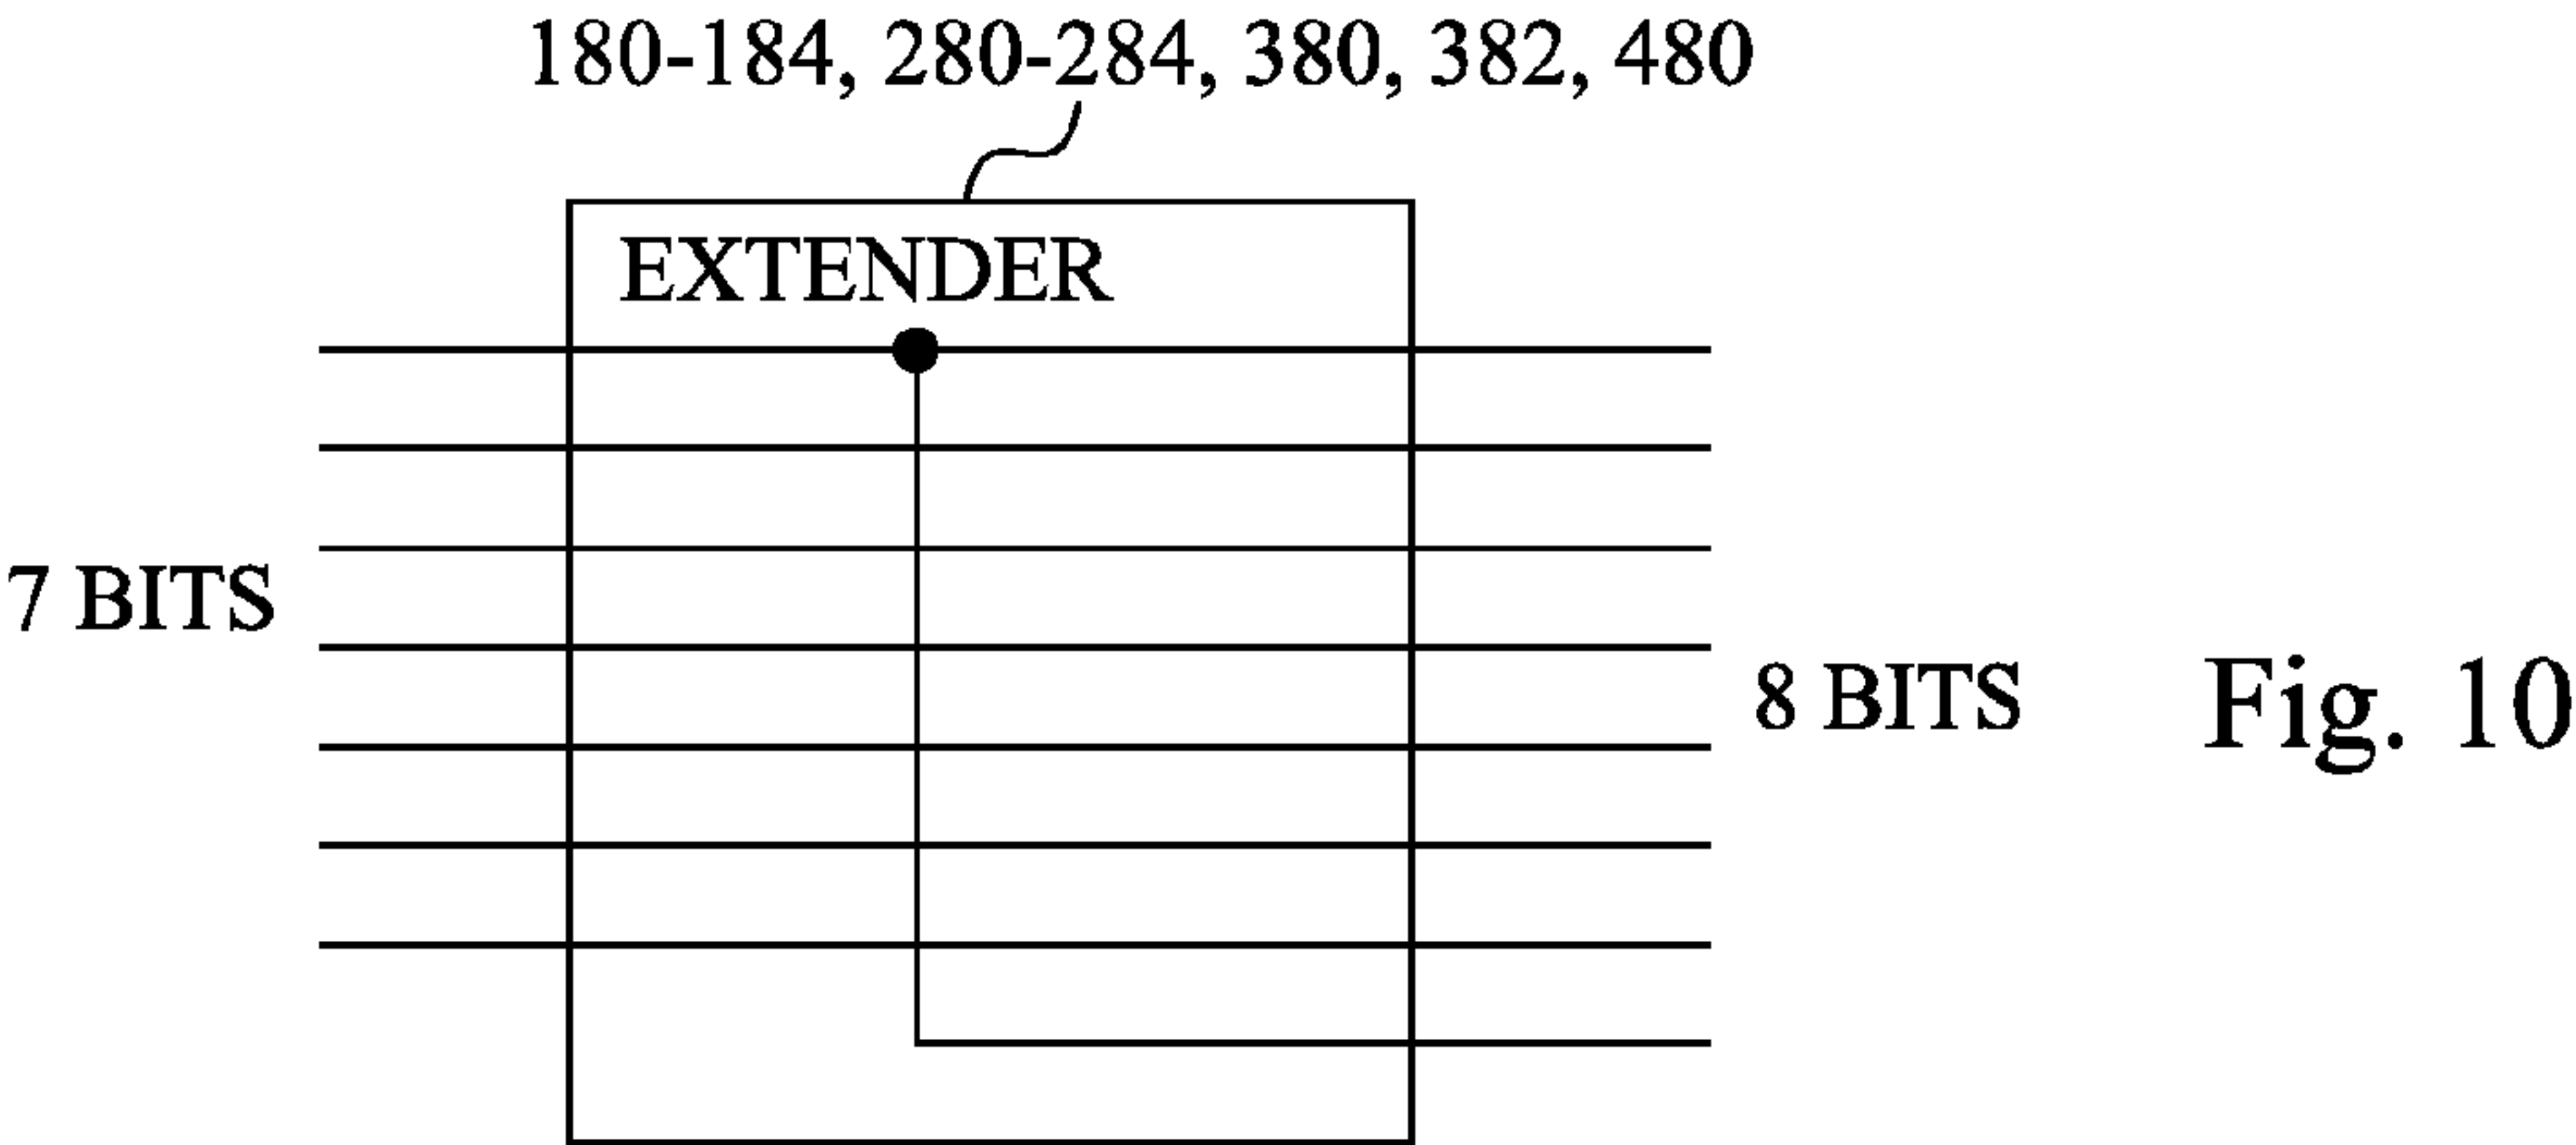 180-184, 280-284, 380, 382, 480
EXTENDER
7 BITS
8 BITS
Fig. 10